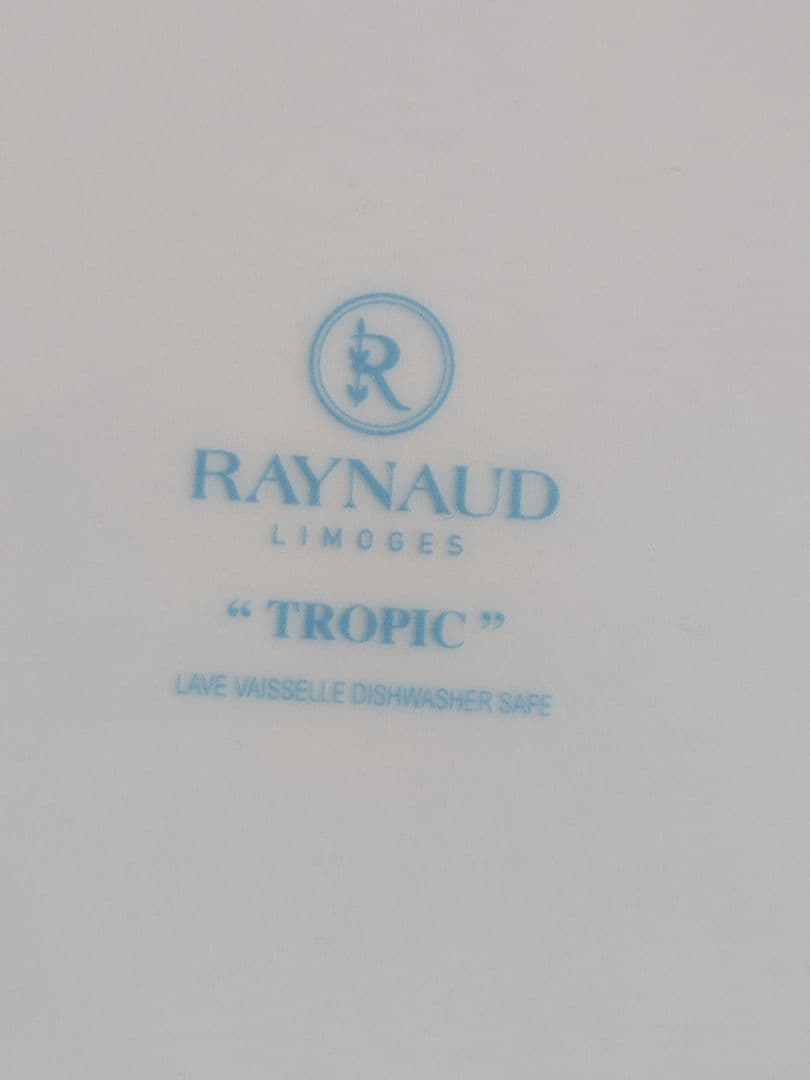 R
RAYNAUD
LIMOGES
“ TROPIC ”
LAVE VAISSELLE DISHWASHER SAFE